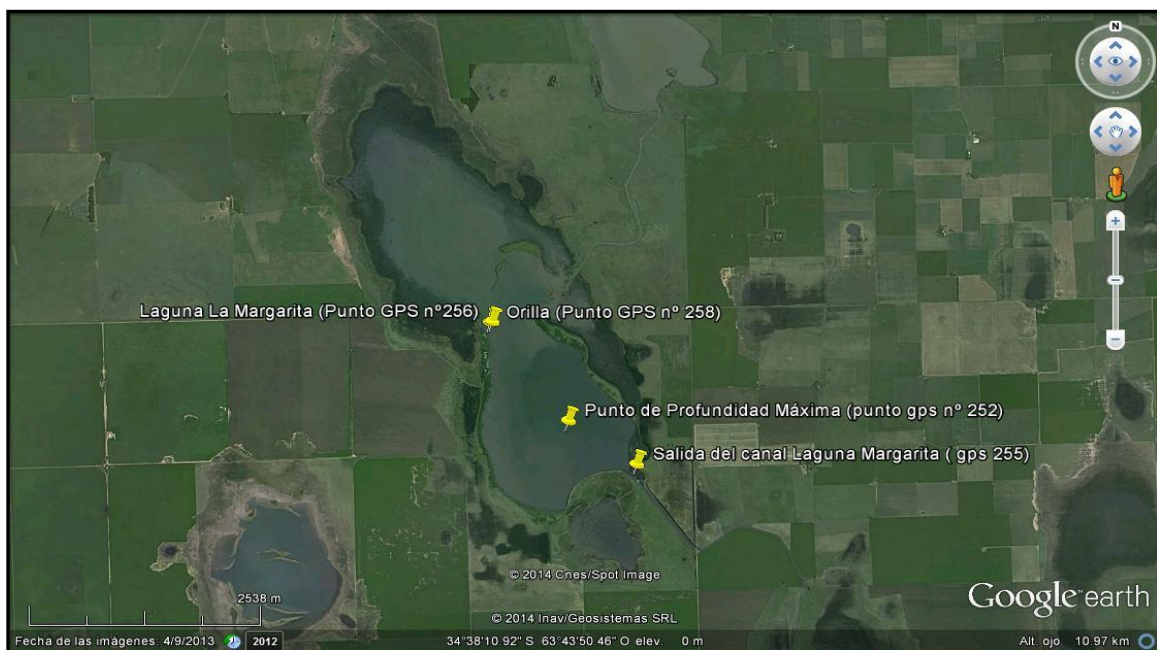 N
Laguna La Margarita (Punto GPS nº256)
Orilla (Punto GPS nº 258)
Punto de Profundidad Máxima (punto gps nº 252)
Salida del canal Laguna Margarita ( gps 255)
© 2014 Cnes/Spot Image
2538 m
Google earth
© 2014 Inav/Geosistemas SRL
Fecha de las imágenes: 4/9/2013 2012 34°38'10.92" S 63°43'50.46" O elev. 0 m Alt. ojo 10.97 km